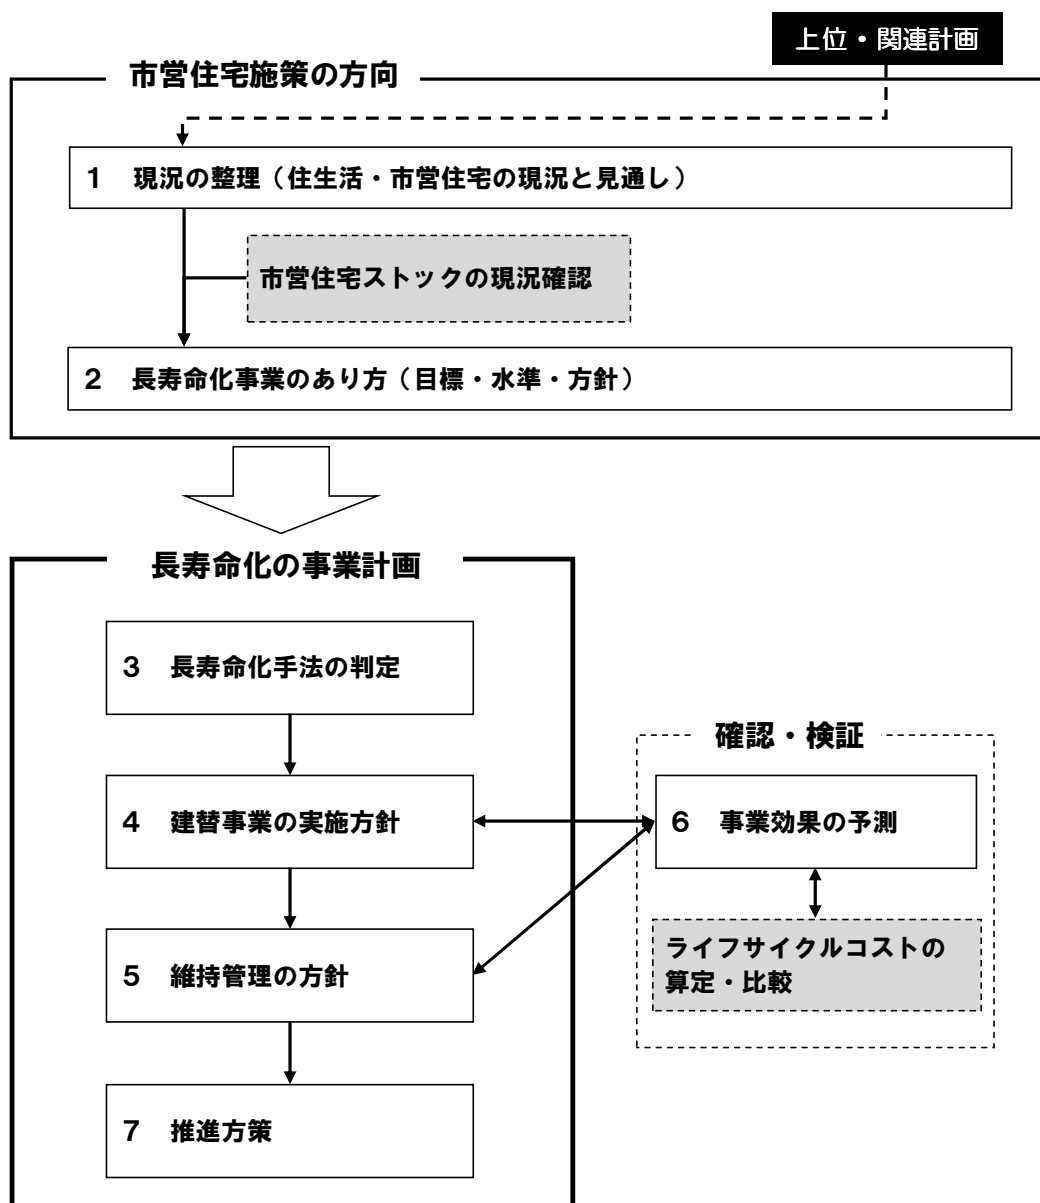 上位・関連計画
市営住宅施策の方向
1 現況の整理（住生活・市営住宅の現況と見通し）
市営住宅ストックの現況確認
2 長寿命化事業のあり方（目標・水準・方針）
長寿命化の事業計画
3 長寿命化手法の判定
確認・検証
4 建替事業の実施方針
6 事業効果の予測
5 維持管理の方針
ライフサイクルコストの
算定・比較
7 推進方策